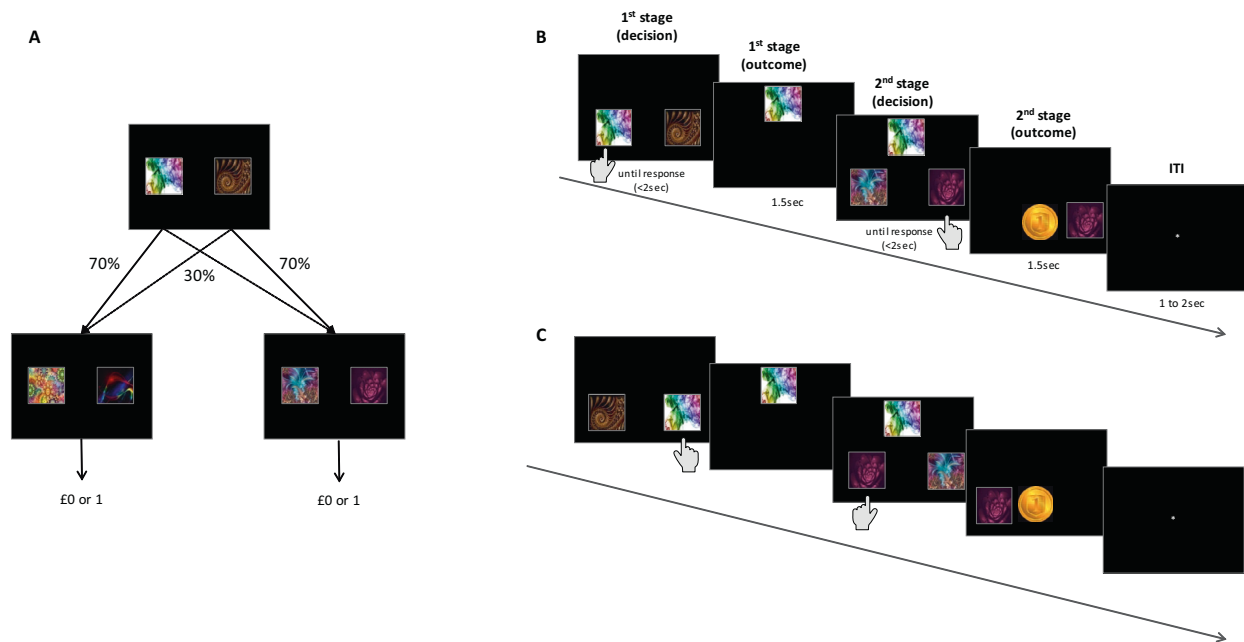 A
70%
30%
70%
£0 or 1
£0 or 1
B
1st stage
(decision)
1st stage
(outcome)
2nd stage
(decision)
2nd stage
(outcome)
ITI
until response
(<2sec)
1.5sec
until response
(<2sec)
1.5sec
1 to 2sec
C